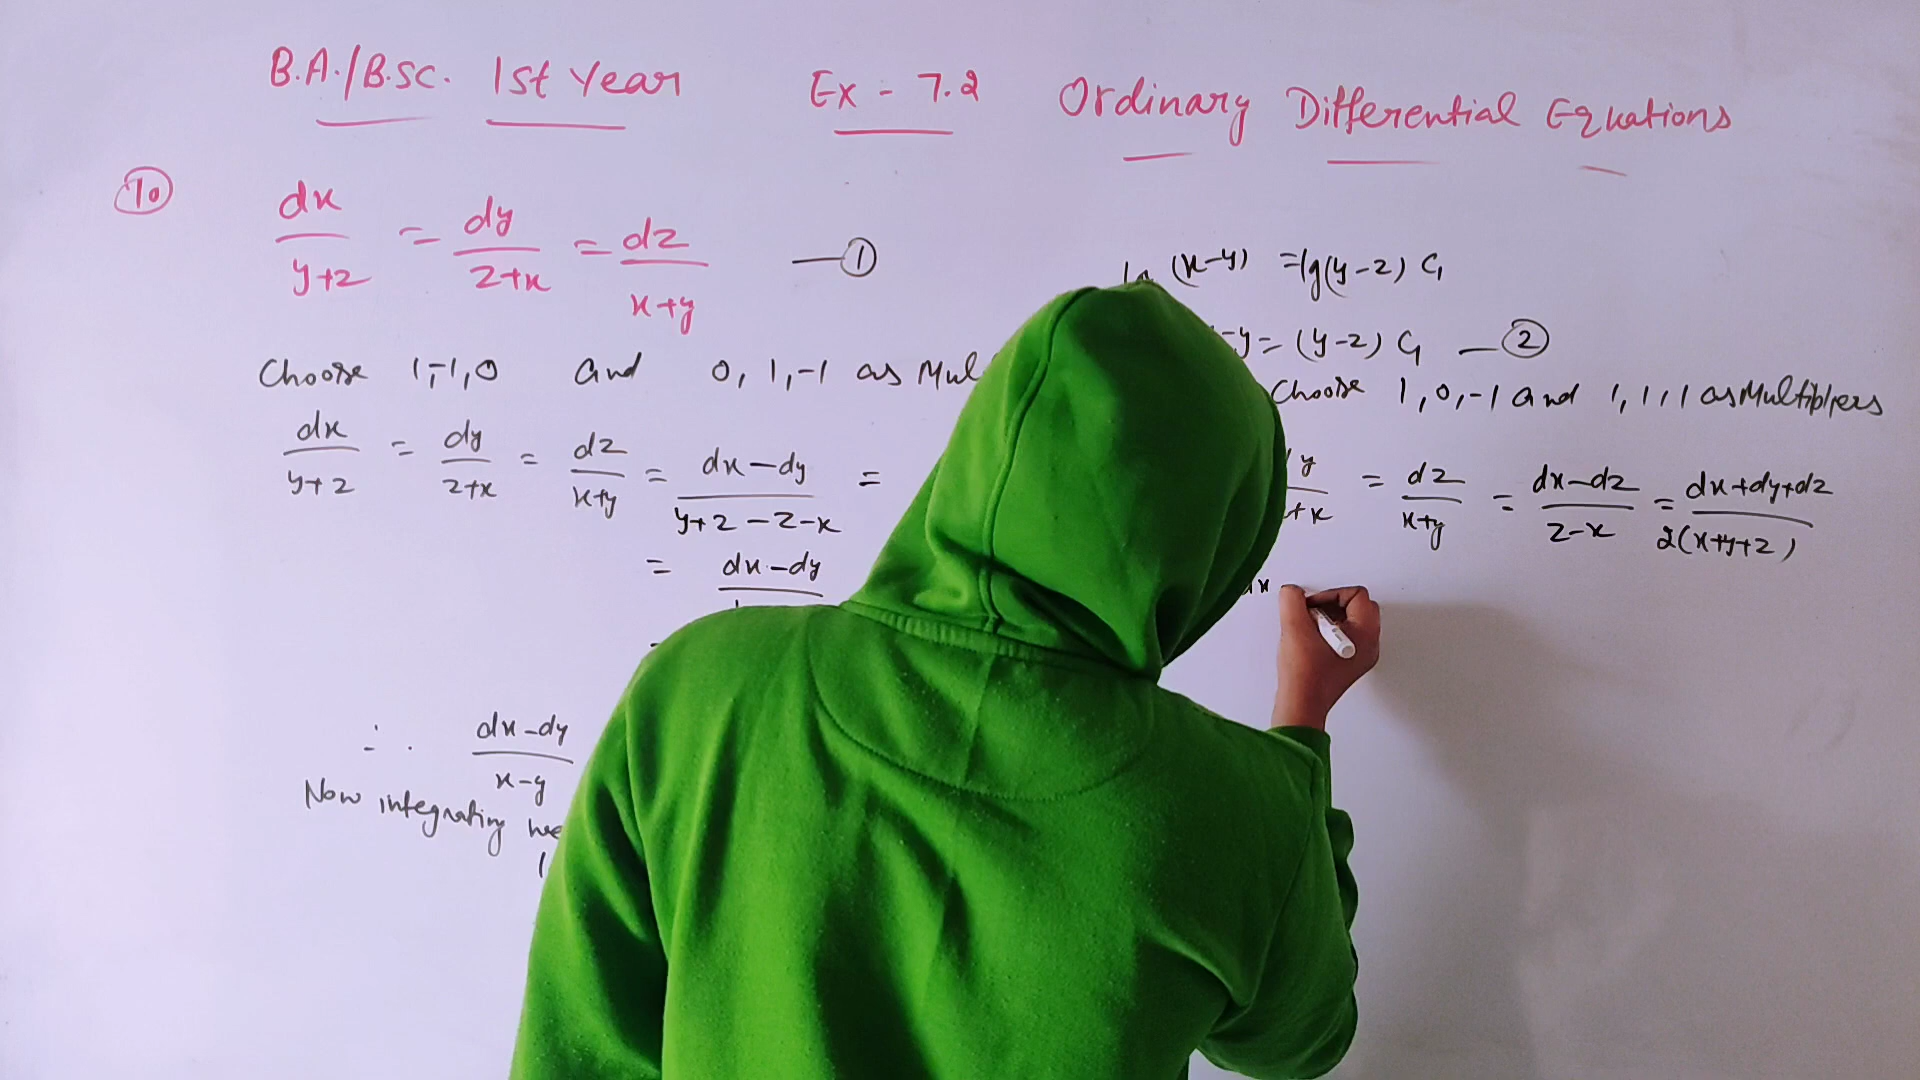 B.A./B.Sc. 1st Year Ex - 7.2 Ordinary Differential Equations
(10) dx/(y+z) = dy/(z+x) = dz/(x+y) —(1)
Choose 1,-1,0 and 0, 1,-1 as Mul
dx/(y+z) = dy/(z+x) = dz/(x+y) = (dx-dy)/(y+z-z-x) =
= dx-dy
=
∴ (dx-dy)/(x-y)
Now integrating we
(x-y) = lg(y-z) C1
-y = (y-z) C1 —(2)
Choose 1,0,-1 and 1,1,1 as Multipliers
y/+x = dz/(x+y) = (dx-dz)/(z-x) = (dx+dy+dz)/2(x+y+z)
dx